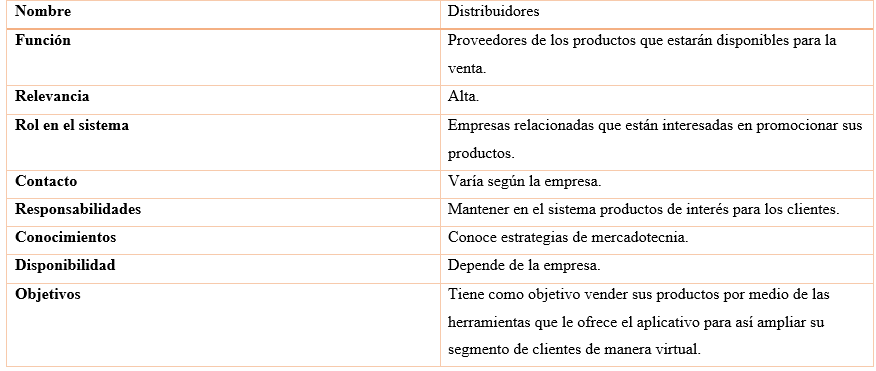 Nombre Distribuidores
Función Proveedores de los productos que estarán disponibles para la
venta.
Relevancia Alta.
Rol en el sistema Empresas relacionadas que están interesadas en promocionar sus
productos.
Contacto Varía según la empresa.
Responsabilidades Mantener en el sistema productos de interés para los clientes.
Conocimientos Conoce estrategias de mercadotecnia.
Disponibilidad Depende de la empresa.
Objetivos Tiene como objetivo vender sus productos por medio de las
herramientas que le ofrece el aplicativo para así ampliar su
segmento de clientes de manera virtual.